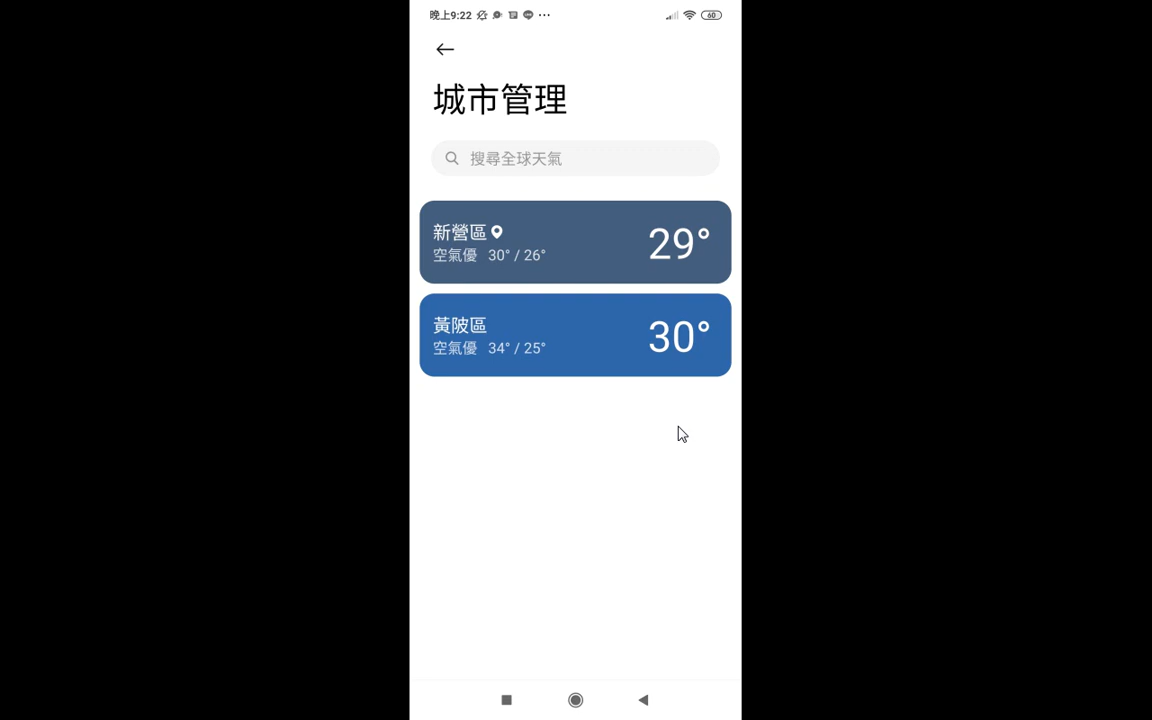 晚上9:22 ... 60
城市管理
搜尋全球天氣
新營區
29°
空氣優 30° / 26°
黃陂區
30°
空氣優 34° / 25°